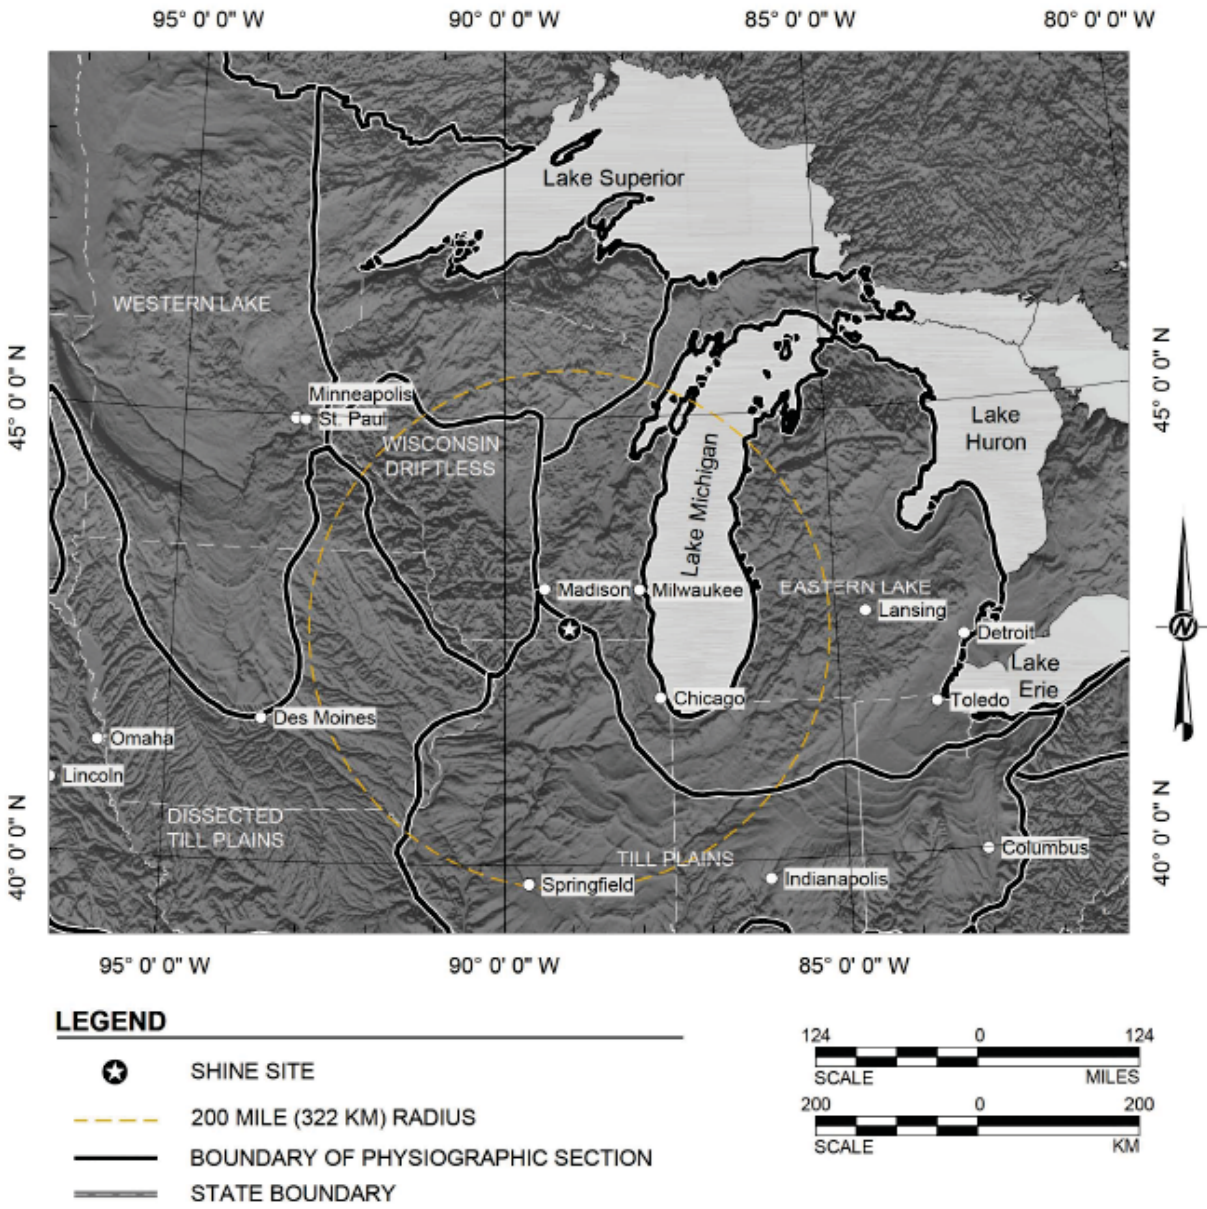 95° 0' 0" W
90° 0' 0" W
85° 0' 0" W
80° 0' 0" W
Lake Superior
WESTERN LAKE
45° 0' 0" N
45° 0' 0" N
Minneapolis
St. Paul
WISCONSIN
DRIFTLESS
Lake Michigan
Lake
Huron
Madison
Milwaukee
EASTERN LAKE
Lansing
Detroit
N
Lake
Erie
Chicago
Toledo
Des Moines
Omaha
Lincoln
DISSECTED
TILL PLAINS
TILL PLAINS
40° 0' 0" N
40° 0' 0" N
Columbus
Springfield
Indianapolis
95° 0' 0" W
90° 0' 0" W
85° 0' 0" W
LEGEND
SHINE SITE
200 MILE (322 KM) RADIUS
BOUNDARY OF PHYSIOGRAPHIC SECTION
STATE BOUNDARY
124 0 124
SCALE MILES
200 0 200
SCALE KM